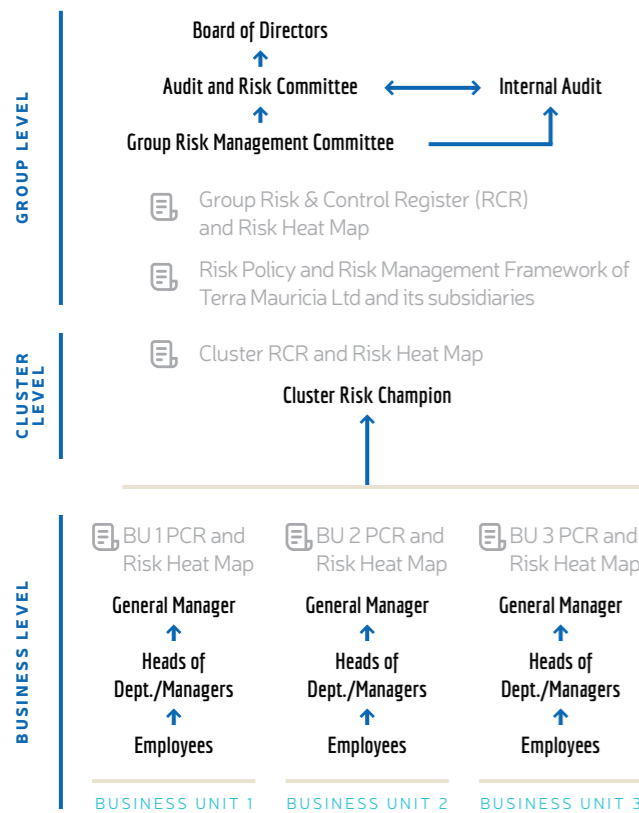 GROUP LEVEL
Board of Directors
Audit and Risk Committee
Internal Audit
Group Risk Management Committee
Group Risk & Control Register (RCR)
and Risk Heat Map
Risk Policy and Risk Management Framework of
Terra Mauricia Ltd and its subsidiaries
CLUSTER
LEVEL
Cluster RCR and Risk Heat Map
Cluster Risk Champion
BUSINESS LEVEL
BU 1 PCR and
Risk Heat Map
General Manager
Heads of
Dept./Managers
Employees
BUSINESS UNIT 1
BU 2 PCR and
Risk Heat Map
General Manager
Heads of
Dept./Managers
Employees
BUSINESS UNIT 2
BU 3 PCR and
Risk Heat Map
General Manager
Heads of
Dept./Managers
Employees
BUSINESS UNIT 3